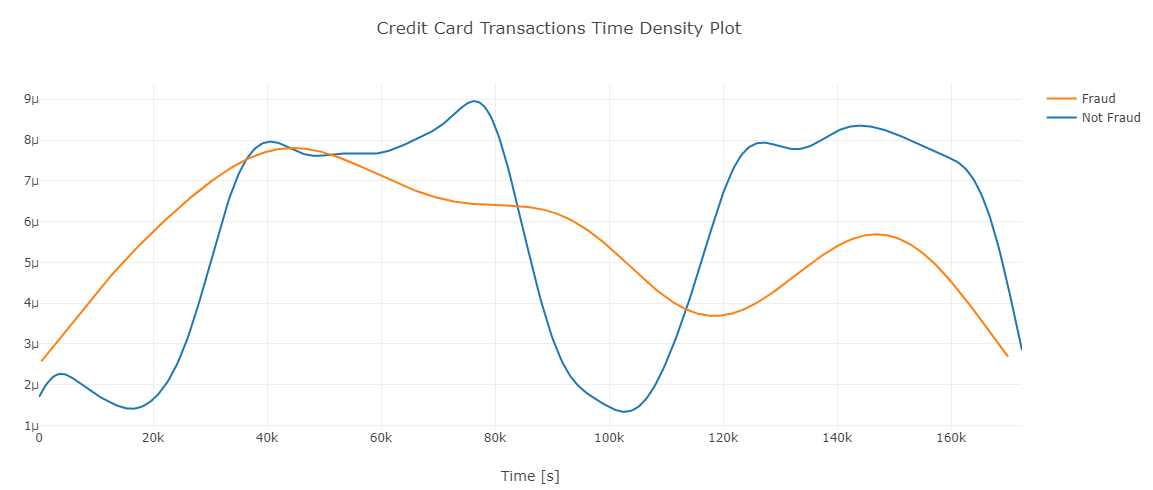 Credit Card Transactions Time Density Plot
Fraud
Not Fraud
9μ
8μ
7μ
6μ
5μ
4μ
3μ
2μ
1μ
0 20k 40k 60k 80k 100k 120k 140k 160k
Time [s]